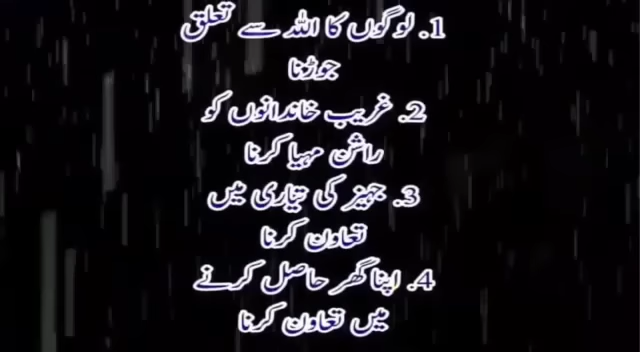 1. لوگوں کا اللہ سے تعلق
جوڑنا
2. غریب خاندانوں کو
راشن مہیا کرنا
3. جہیز کی تیاری میں
تعاون کرنا
4. اپنا گھر حاصل کرنے
میں تعاون کرنا